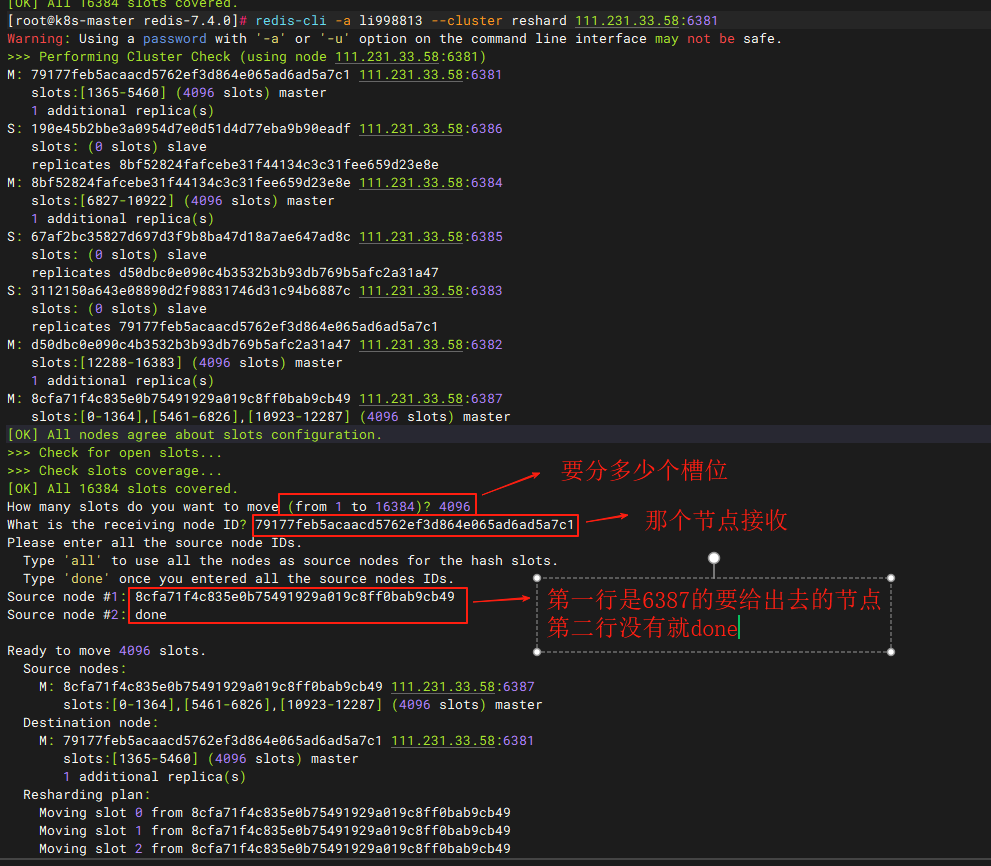 [OK] All 16384 slots covered.
[root@k8s-master redis-7.4.0]# redis-cli -a li998813 --cluster reshard 111.231.33.58:6381
Warning: Using a password with '-a' or '-u' option on the command line interface may not be safe.
>>> Performing Cluster Check (using node 111.231.33.58:6381)
M: 79177feb5acaacd5762ef3d864e065ad6ad5a7c1 111.231.33.58:6381
slots:[1365-5460] (4096 slots) master
1 additional replica(s)
S: 190e45b2bbe3a0954d7e0d51d4d77eba9b90eadf 111.231.33.58:6386
slots: (0 slots) slave
replicates 8bf52824fafcebe31f44134c3c31fee659d23e8e
M: 8bf52824fafcebe31f44134c3c31fee659d23e8e 111.231.33.58:6384
slots:[6827-10922] (4096 slots) master
1 additional replica(s)
S: 67af2bc35827d697d3f9b8ba47d18a7ae647ad8c 111.231.33.58:6385
slots: (0 slots) slave
replicates d50dbc0e090c4b3532b3b93db769b5afc2a31a47
S: 3112150a643e08890d2f98831746d31c94b6887c 111.231.33.58:6383
slots: (0 slots) slave
replicates 79177feb5acaacd5762ef3d864e065ad6ad5a7c1
M: d50dbc0e090c4b3532b3b93db769b5afc2a31a47 111.231.33.58:6382
slots:[12288-16383] (4096 slots) master
1 additional replica(s)
M: 8cfa71f4c835e0b75491929a019c8ff0bab9cb49 111.231.33.58:6387
slots:[0-1364],[5461-6826],[10923-12287] (4096 slots) master
[OK] All nodes agree about slots configuration.
>>> Check for open slots...
>>> Check slots coverage...
[OK] All 16384 slots covered.
要分多少个槽位
How many slots do you want to move (from 1 to 16384)? 4096
What is the receiving node ID? 79177feb5acaacd5762ef3d864e065ad6ad5a7c1
那个节点接收
Please enter all the source node IDs.
Type 'all' to use all the nodes as source nodes for the hash slots.
Type 'done' once you entered all the source nodes IDs.
Source node #1: 8cfa71f4c835e0b75491929a019c8ff0bab9cb49
Source node #2: done
第一行是6387的要给出去的节点
第二行没有就done
Ready to move 4096 slots.
Source nodes:
M: 8cfa71f4c835e0b75491929a019c8ff0bab9cb49 111.231.33.58:6387
slots:[0-1364],[5461-6826],[10923-12287] (4096 slots) master
Destination node:
M: 79177feb5acaacd5762ef3d864e065ad6ad5a7c1 111.231.33.58:6381
slots:[1365-5460] (4096 slots) master
1 additional replica(s)
Resharding plan:
Moving slot 0 from 8cfa71f4c835e0b75491929a019c8ff0bab9cb49
Moving slot 1 from 8cfa71f4c835e0b75491929a019c8ff0bab9cb49
Moving slot 2 from 8cfa71f4c835e0b75491929a019c8ff0bab9cb49